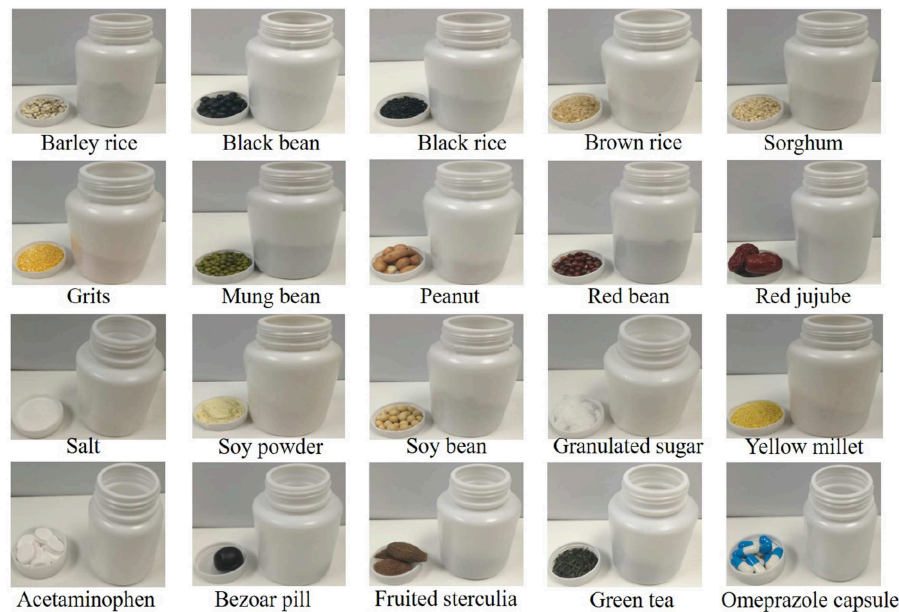 Barley rice
Black bean
Black rice
Brown rice
Sorghum
Grits
Mung bean
Peanut
Red bean
Red jujube
Salt
Soy powder
Soy bean
Granulated sugar
Yellow millet
Acetaminophen
Bezoar pill
Fruited sterculia
Green tea
Omeprazole capsule